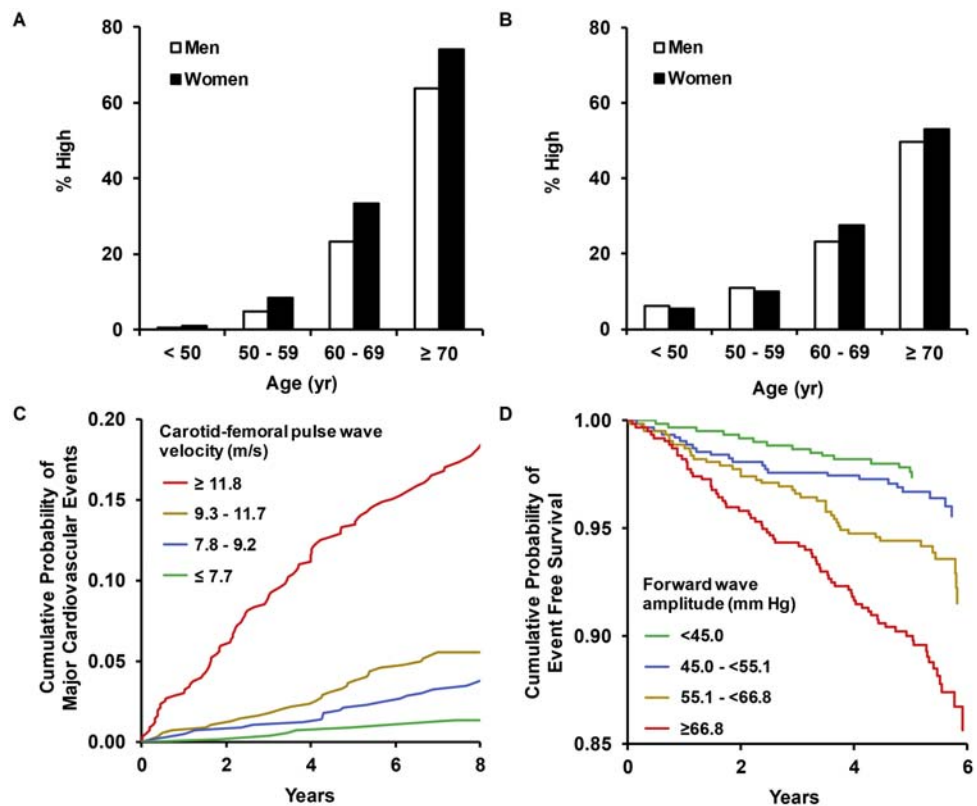 A
80
60
40
20
0
% High
Men
Women
< 50
50 - 59
60 - 69
≥ 70
Age (yr)
B
80
60
40
20
0
% High
Men
Women
< 50
50 - 59
60 - 69
≥ 70
Age (yr)
C
0.20
0.15
0.10
0.05
0.00
Cumulative Probability of
Major Cardiovascular Events
Carotid-femoral pulse wave
velocity (m/s)
≥ 11.8
9.3 - 11.7
7.8 - 9.2
≤ 7.7
0
2
4
6
8
Years
D
1.00
0.95
0.90
0.85
Cumulative Probability of
Event Free Survival
Forward wave
amplitude (mm Hg)
<45.0
45.0 - <55.1
55.1 - <66.8
≥66.8
0
2
4
6
Years